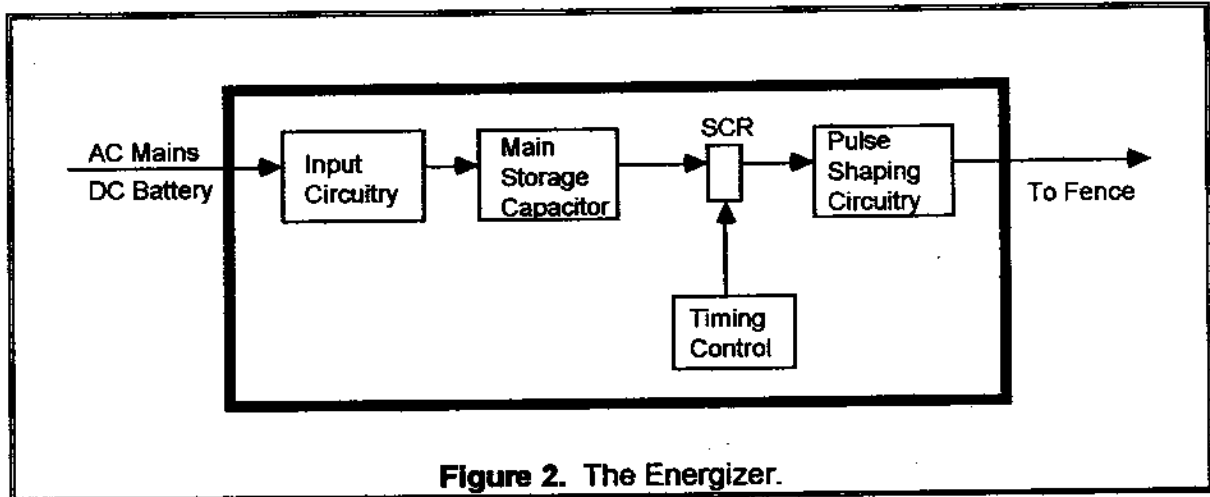 AC Mains
DC Battery
Input
Circuitry
Main
Storage
Capacitor
SCR
Pulse
Shaping
Circuitry
To Fence
Timing
Control
Figure 2. The Energizer.